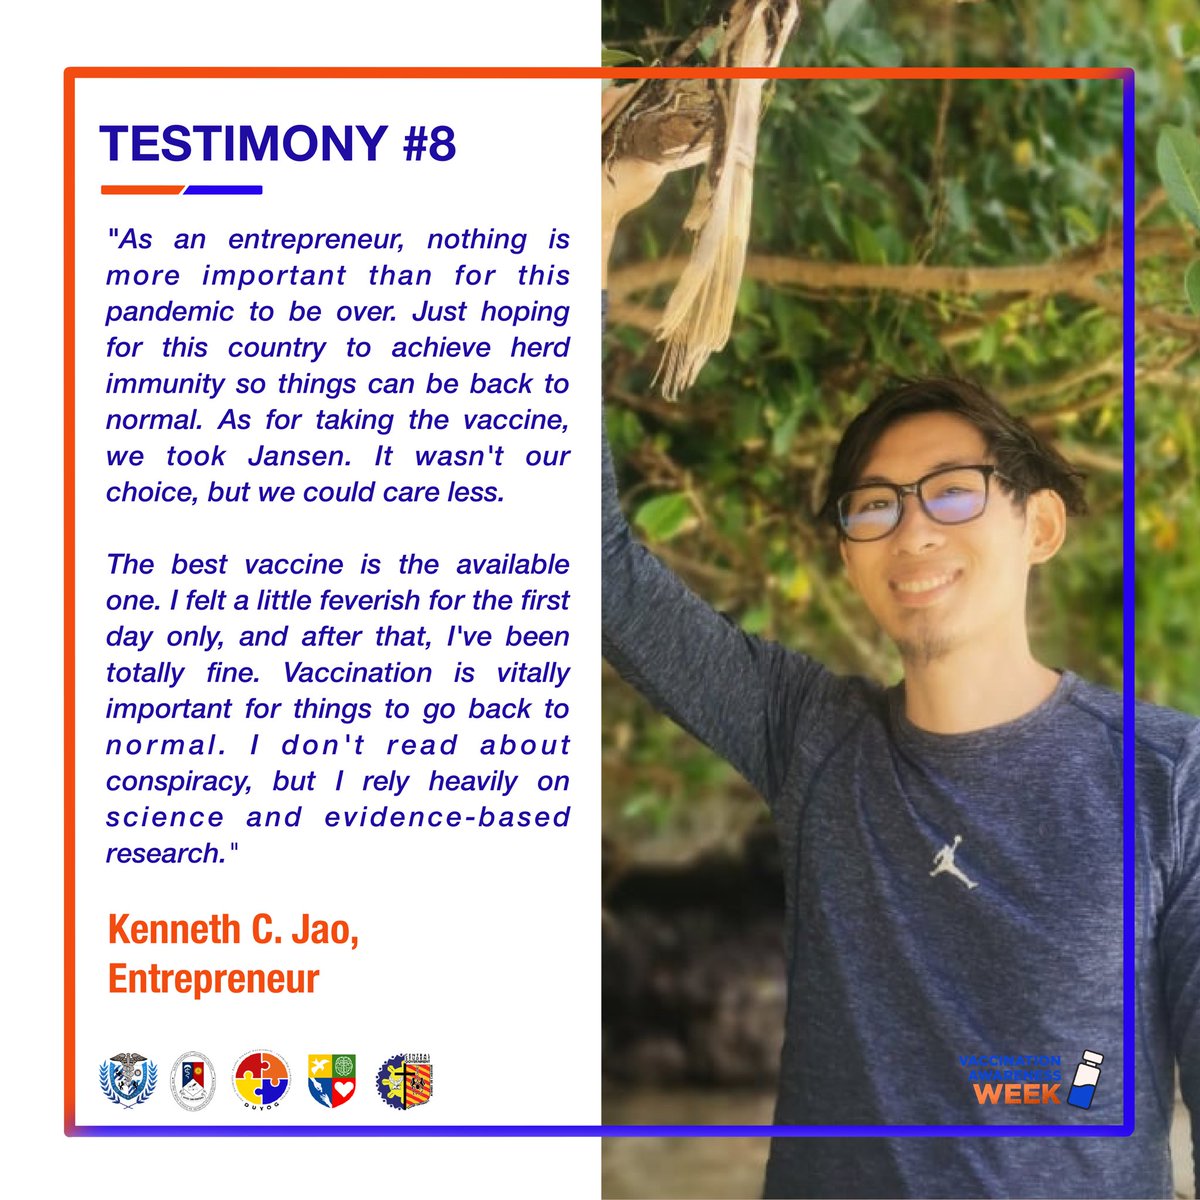 TESTIMONY #8
"As an entrepreneur, nothing is
more important than for this
pandemic to be over. Just hoping
for this country to achieve herd
immunity so things can be back to
normal. As for taking the vaccine,
we took Jansen. It wasn't our
choice, but we could care less.
The best vaccine is the available
one. I felt a little feverish for the first
day only, and after that, I've been
totally fine. Vaccination is vitally
important for things to go back to
normal. I don't read about
conspiracy, but I rely heavily on
science and evidence-based
research."
Kenneth C. Jao,
Entrepreneur
DUYOG
VACCINATION
AWARENESS
WEEK